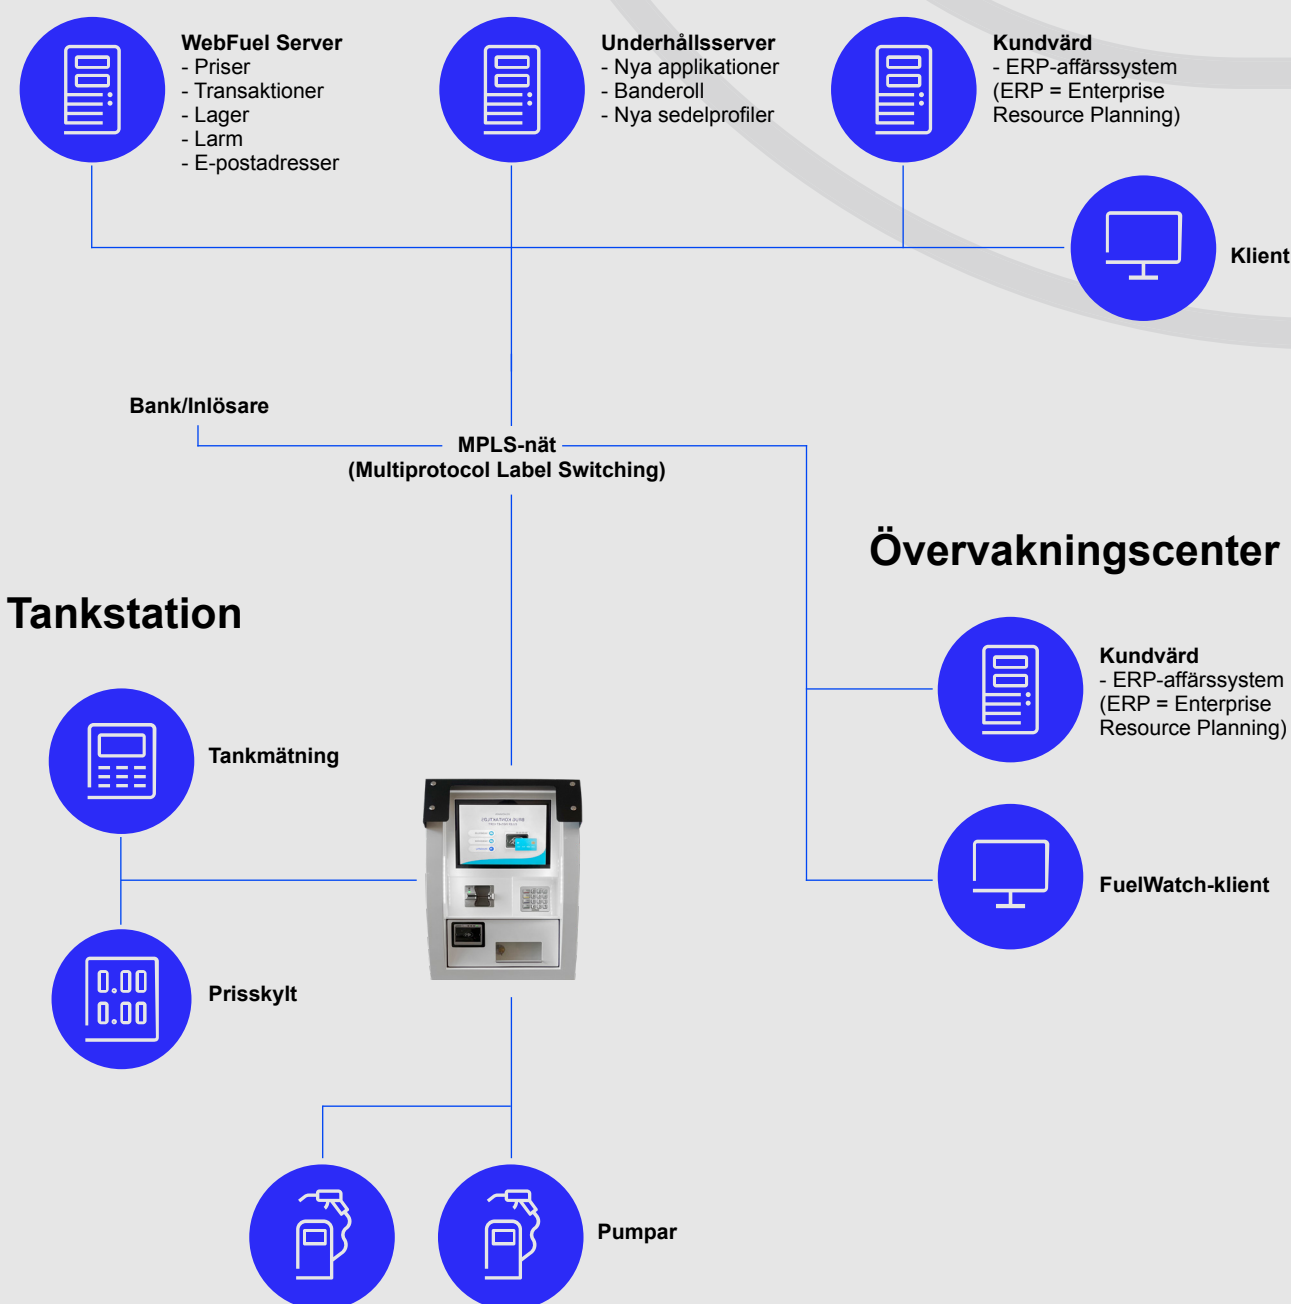 WebFuel Server
- Priser
- Transaktioner
- Lager
- Larm
- E-postadresser
Underhållsserver
- Nya applikationer
- Banderoll
- Nya sedelprofiler
Kundvärd
- ERP-affärssystem
(ERP = Enterprise
Resource Planning)
Klient
Bank/Inlösare
MPLS-nät
(Multiprotocol Label Switching)
Övervakningscenter
Kundvärd
- ERP-affärssystem
(ERP = Enterprise
Resource Planning)
FuelWatch-klient
Tankstation
Tankmätning
Prisskylt
0.00
0.00
Pumpar